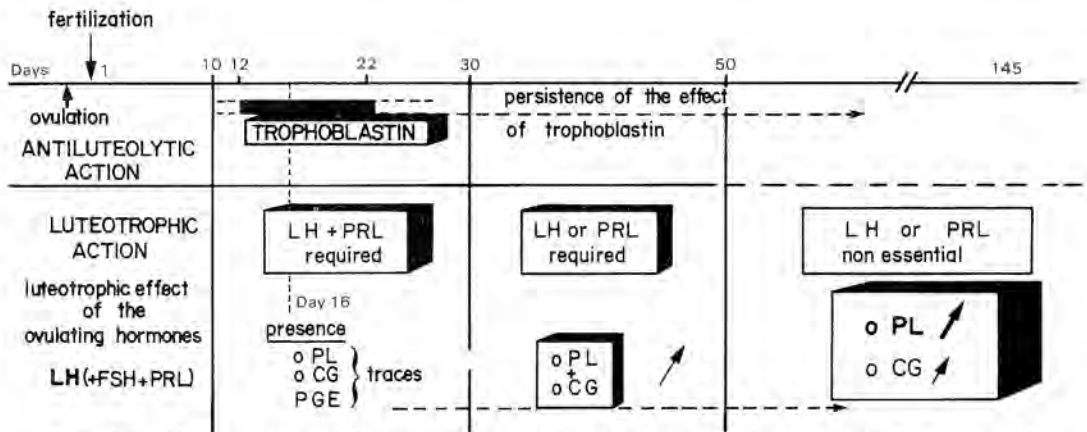 fertilization
Days 1 10 12 22 30 50 145
ovulation
ANTILUTEOLYTIC
ACTION
TROPHOBLASTIN
persistence of the effect
of trophoblastin
LUTEOTROPHIC
ACTION
LH + PRL
required
LH or PRL
required
LH or PRL
non essential
luteotrophic effect
of the
ovulating hormones
LH (+FSH+PRL)
Day 16
presence
o PL
o CG
PGE
traces
o PL
+
o CG
o PL
o CG